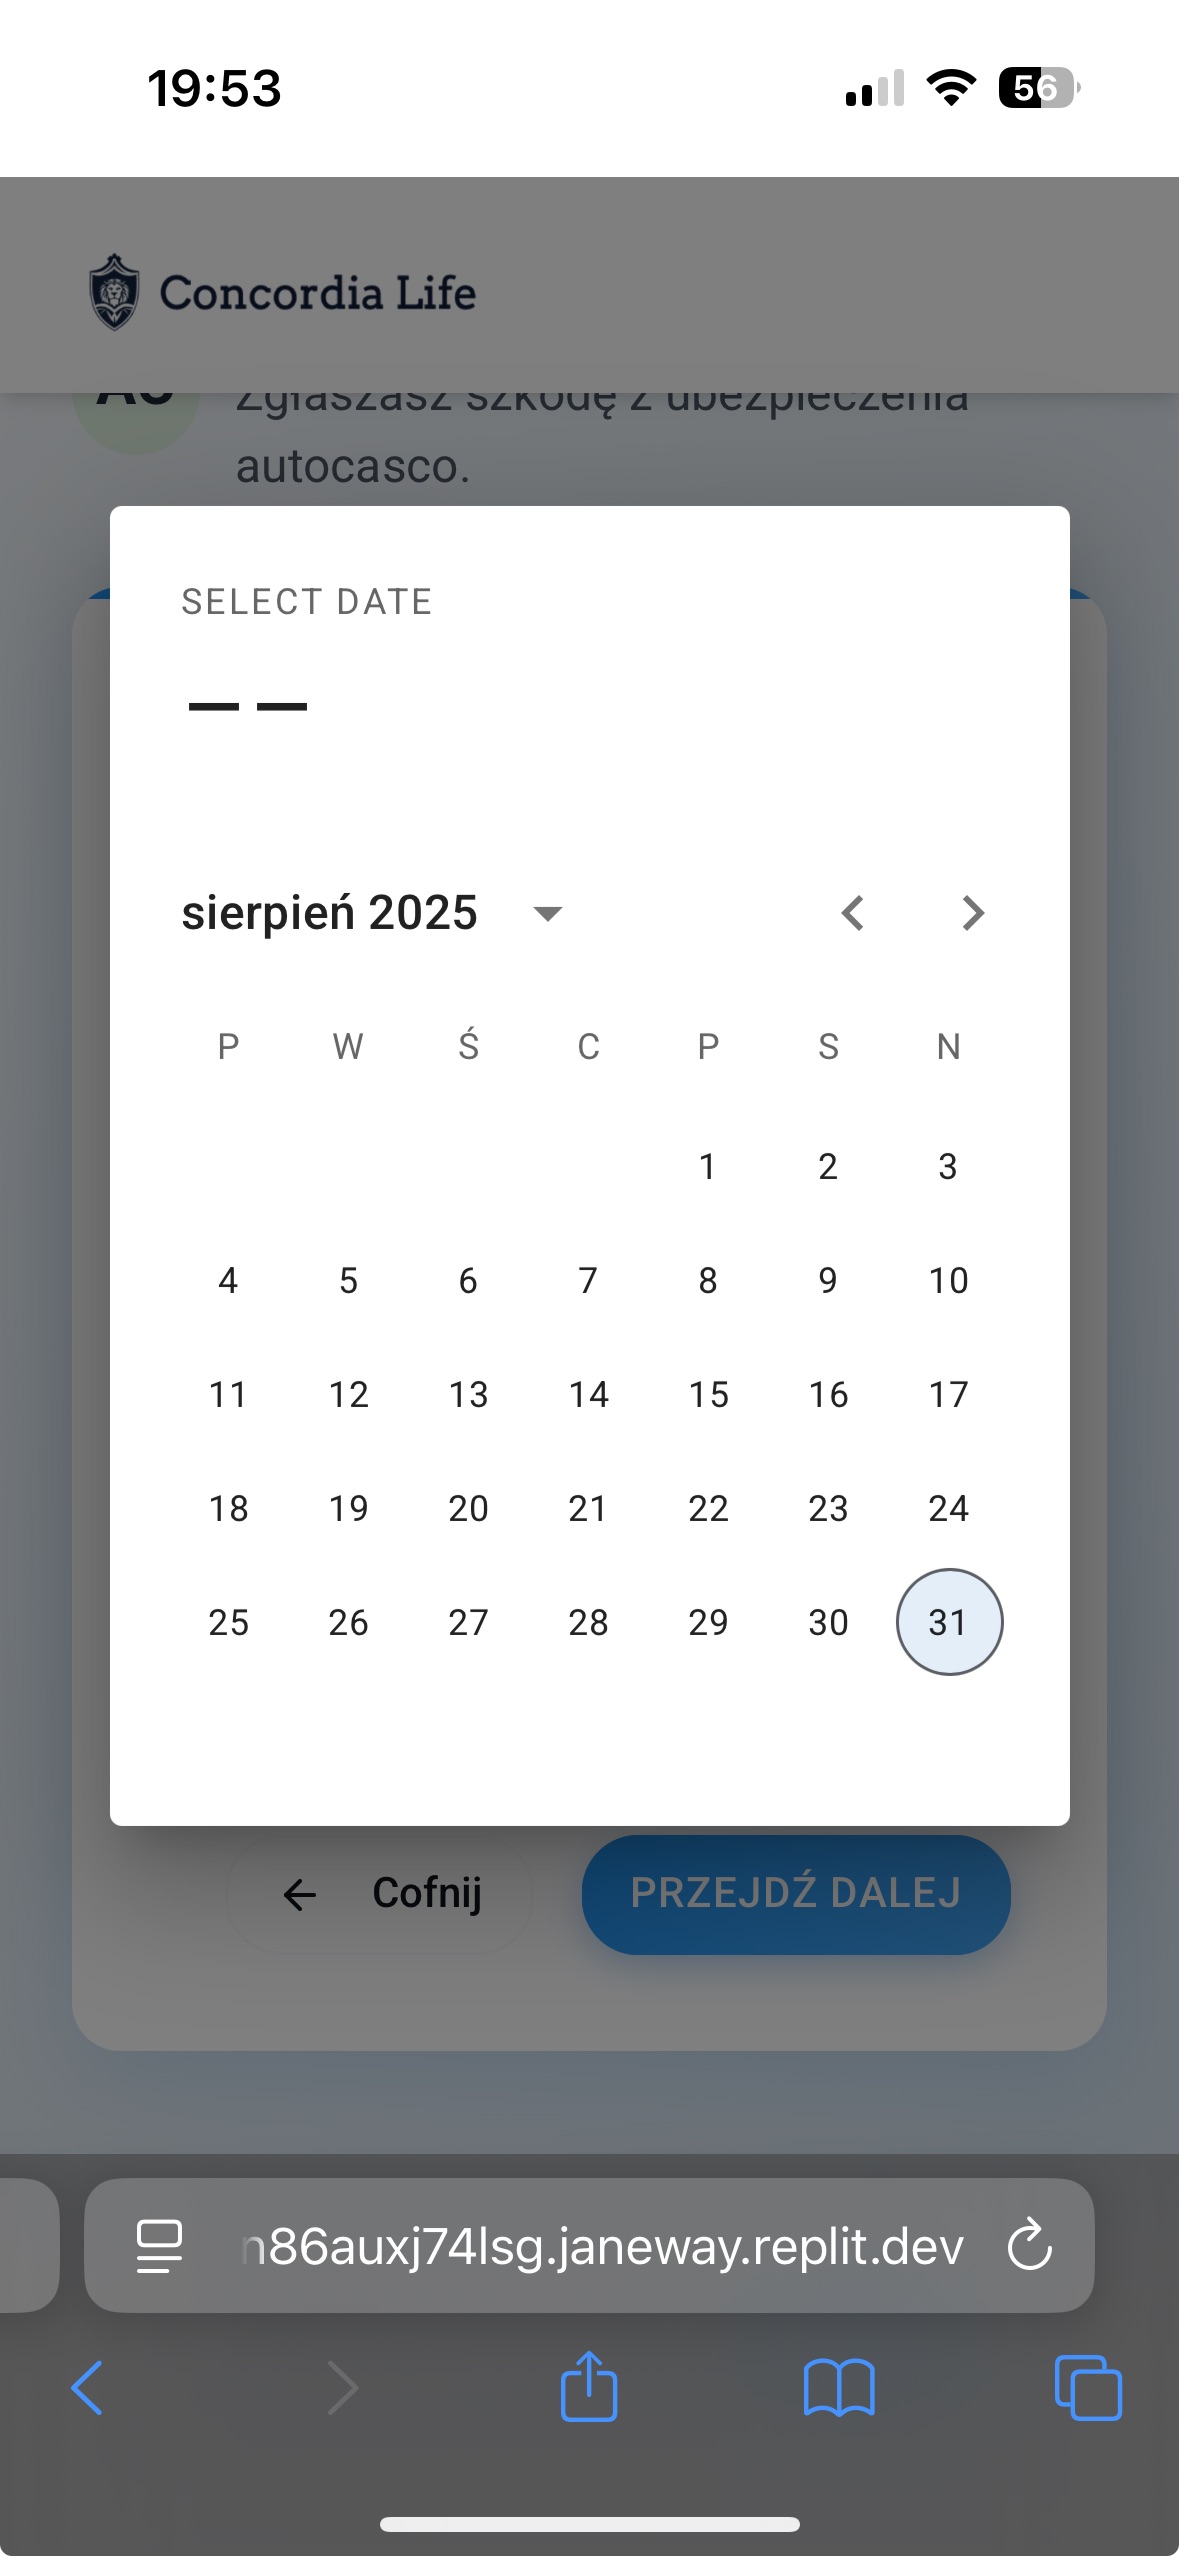 19:53
56
Concordia Life
Zgłaszasz szkodę z ubezpieczenia
autocasco.
SELECT DATE
– –
sierpień 2025
P W Ś C P S N
1 2 3
4 5 6 7 8 9 10
11 12 13 14 15 16 17
18 19 20 21 22 23 24
25 26 27 28 29 30 31
Cofnij PRZEJDŹ DALEJ
n86auxj74lsg.janeway.replit.dev